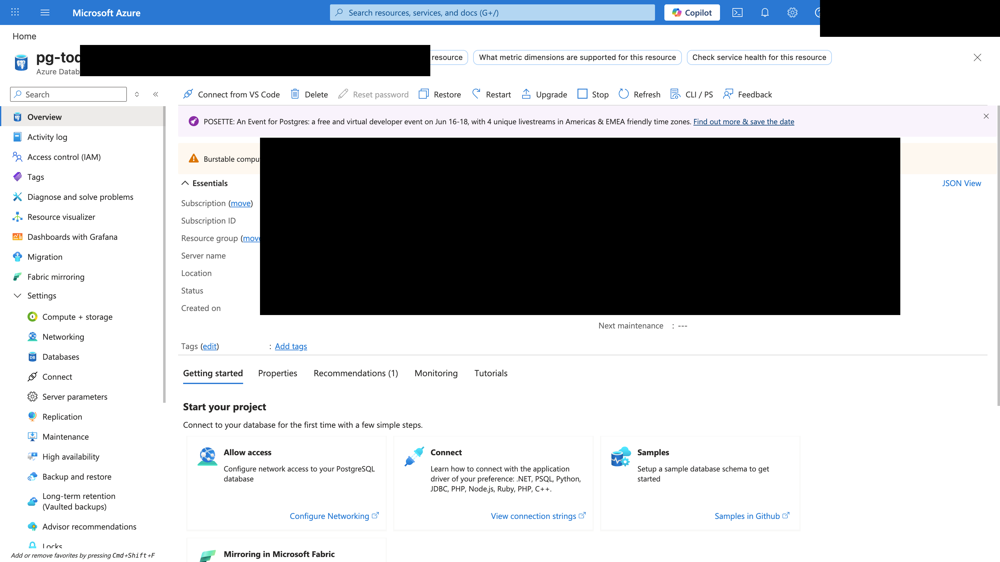 Microsoft Azure
Search resources, services, and docs (G+/)
Copilot
Home
pg-tod
Azure Datab
resource
What metric dimensions are supported for this resource
Check service health for this resource
Search
Connect from VS Code
Delete
Reset password
Restore
Restart
Upgrade
Stop
Refresh
CLI / PS
Feedback
Overview
Activity log
Access control (IAM)
Tags
Diagnose and solve problems
Resource visualizer
Dashboards with Grafana
Migration
Fabric mirroring
Settings
Compute + storage
Networking
Databases
Connect
Server parameters
Replication
Maintenance
High availability
Backup and restore
Long-term retention
(Vaulted backups)
Advisor recommendations
Locks
Add or remove favorites by pressing Cmd+Shift+F
POSETTE: An Event for Postgres: a free and virtual developer event on Jun 16-18, with 4 unique livestreams in Americas & EMEA friendly time zones. Find out more & save the date
Burstable compu
Essentials
JSON View
Subscription (move)
Subscription ID
Resource group (move
Server name
Location
Status
Created on
Next maintenance : ---
Tags (edit) : Add tags
Getting started
Properties
Recommendations (1)
Monitoring
Tutorials
Start your project
Connect to your database for the first time with a few simple steps.
Allow access
Configure network access to your PostgreSQL
database
Configure Networking
Connect
Learn how to connect with the application
driver of your preference: .NET, PSQL, Python,
JDBC, PHP, Node.js, Ruby, PHP, C++.
View connection strings
Samples
Setup a sample database schema to get
started
Samples in Github
Mirroring in Microsoft Fabric